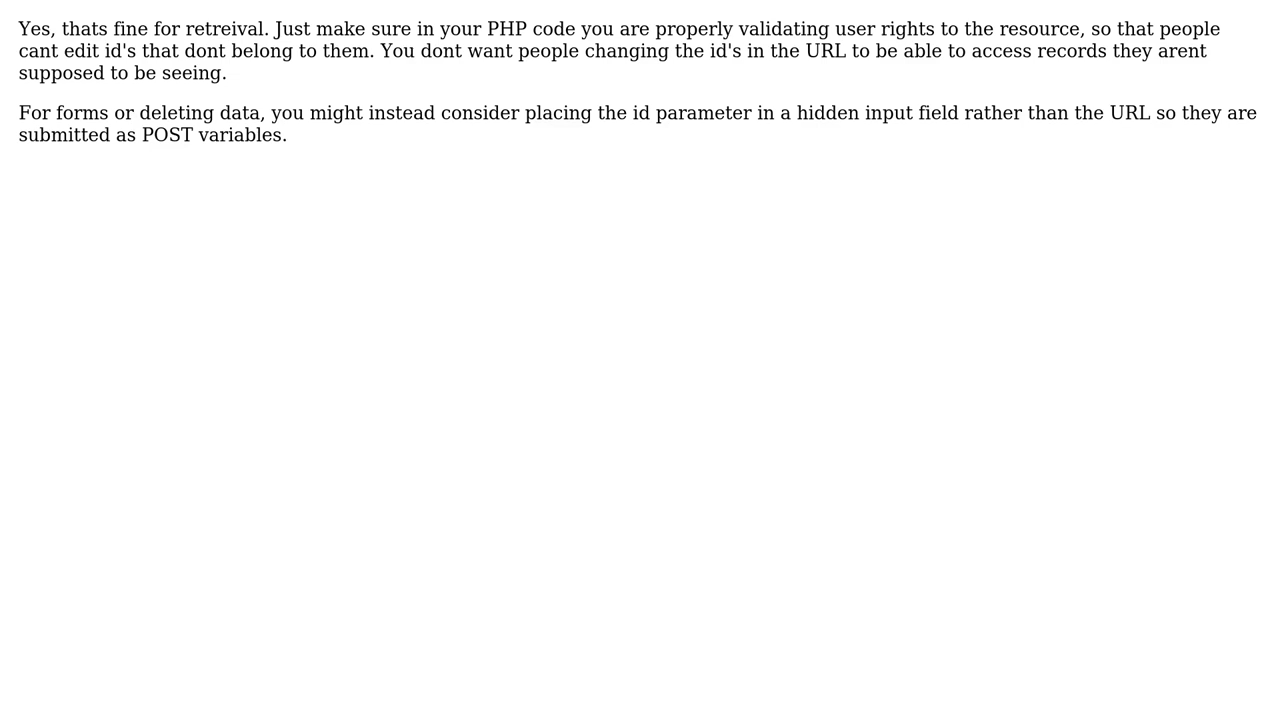 Yes, thats fine for retreival. Just make sure in your PHP code you are properly validating user rights to the resource, so that people
cant edit id's that dont belong to them. You dont want people changing the id's in the URL to be able to access records they arent
supposed to be seeing.
For forms or deleting data, you might instead consider placing the id parameter in a hidden input field rather than the URL so they are
submitted as POST variables.